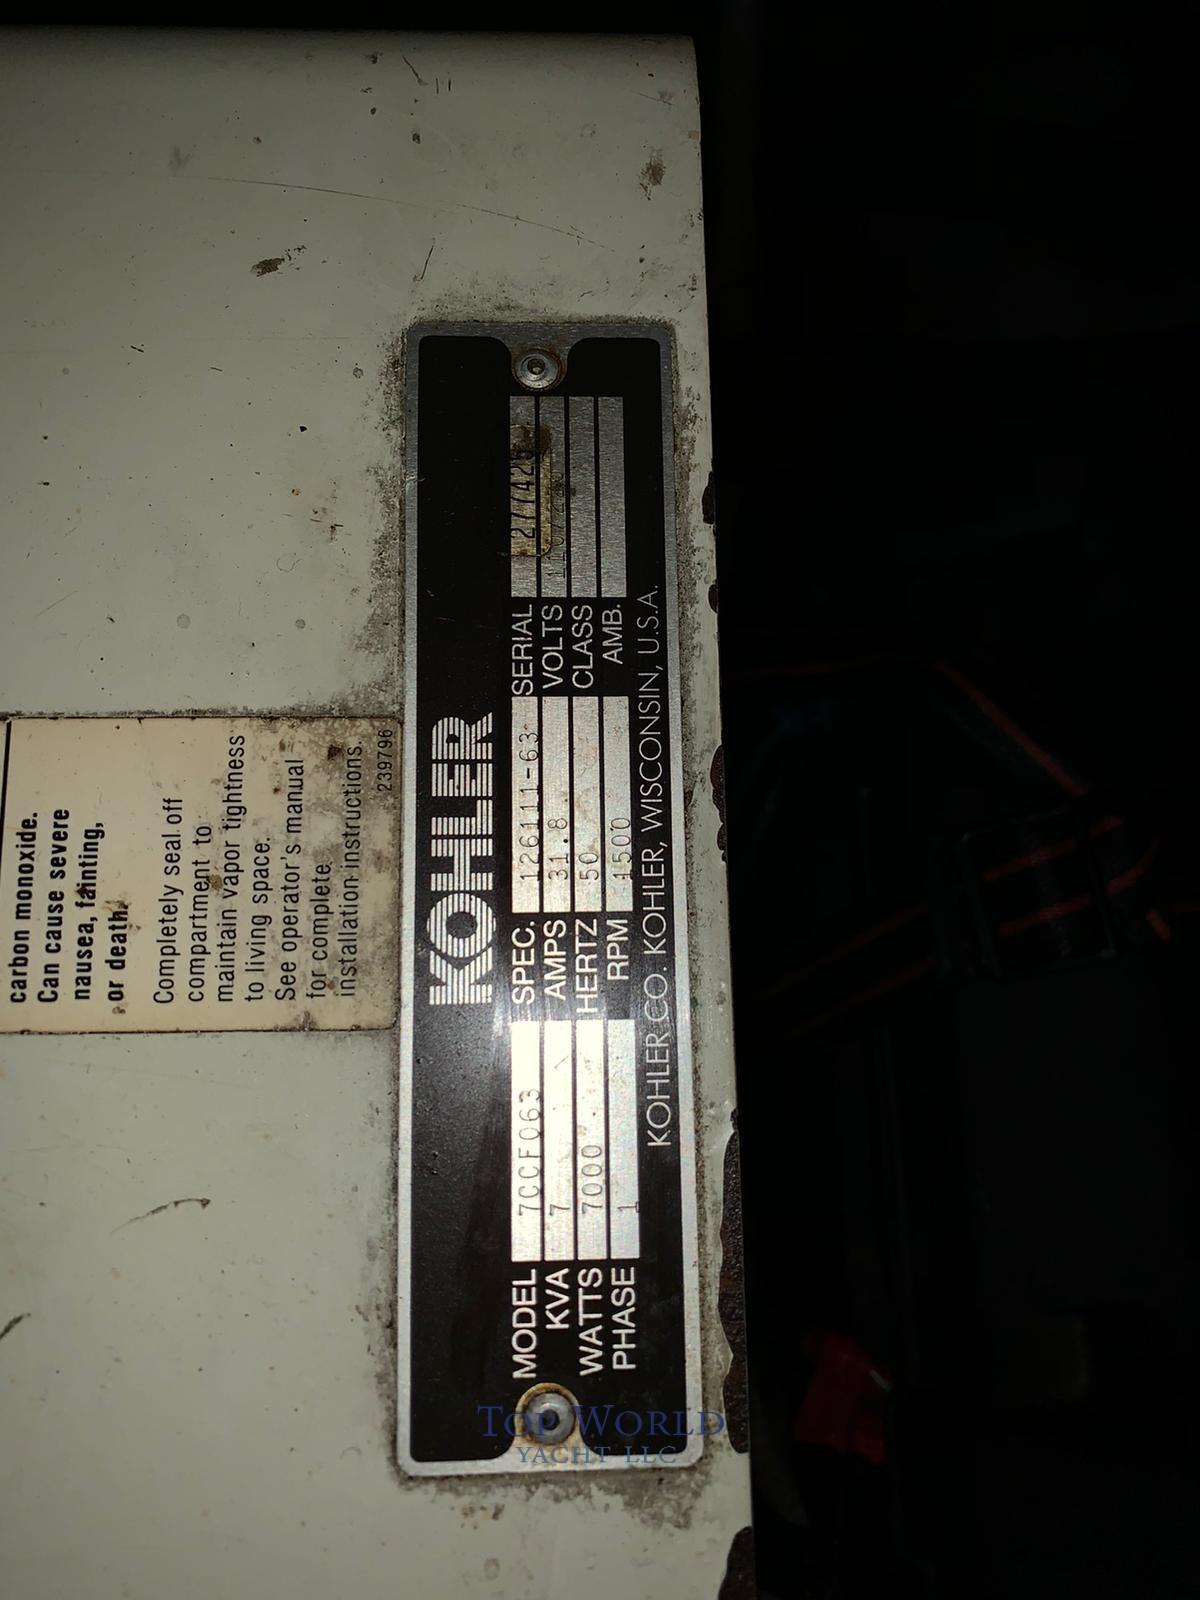 carbon monoxide.
Can cause severe
nausea, fainting,
or death.
Completely seal off
compartment to
maintain vapor tightness
to living space.
See operator's manual
for complete
installation instructions.
239796
KOHLER
MODEL 7CCF063 SPEC. 126111-63 SERIAL 277426
KVA 7 AMPS 31.8 VOLTS
WATTS 7000 HERTZ 50 CLASS
PHASE 1 RPM 1500 AMB.
KOHLER CO. KOHLER, WISCONSIN, U.S.A.
TOP WORLD
YACHT LLC